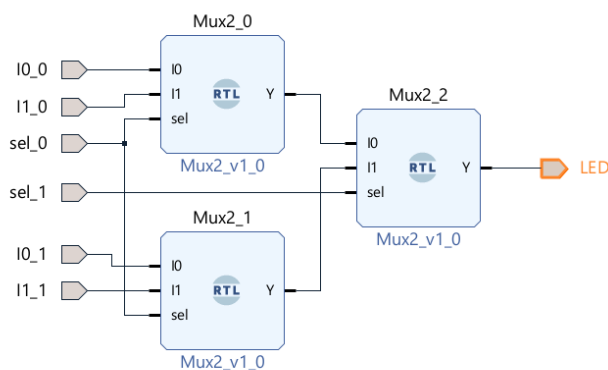 Mux2_0
I0_0
I1_0
sel_0
sel_1
I0_1
I1_1
I0
I1
sel
RTL
Y
Mux2_v1_0
Mux2_1
I0
I1
sel
RTL
Y
Mux2_v1_0
Mux2_2
I0
I1
sel
RTL
Y
Mux2_v1_0
LED